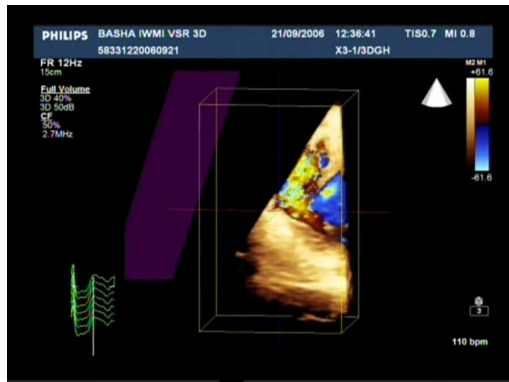 PHILIPS BASHA IWMI VSR 3D 21/09/2006 12:36:41 TIS0.7 MI 0.8
58331220060921 X3-1/3DGH
FR 12Hz
15cm
M2 M1
+61.6
Full Volume
3D 40%
3D 50dB
CF
50%
2.7MHz
-61.6
3
110 bpm